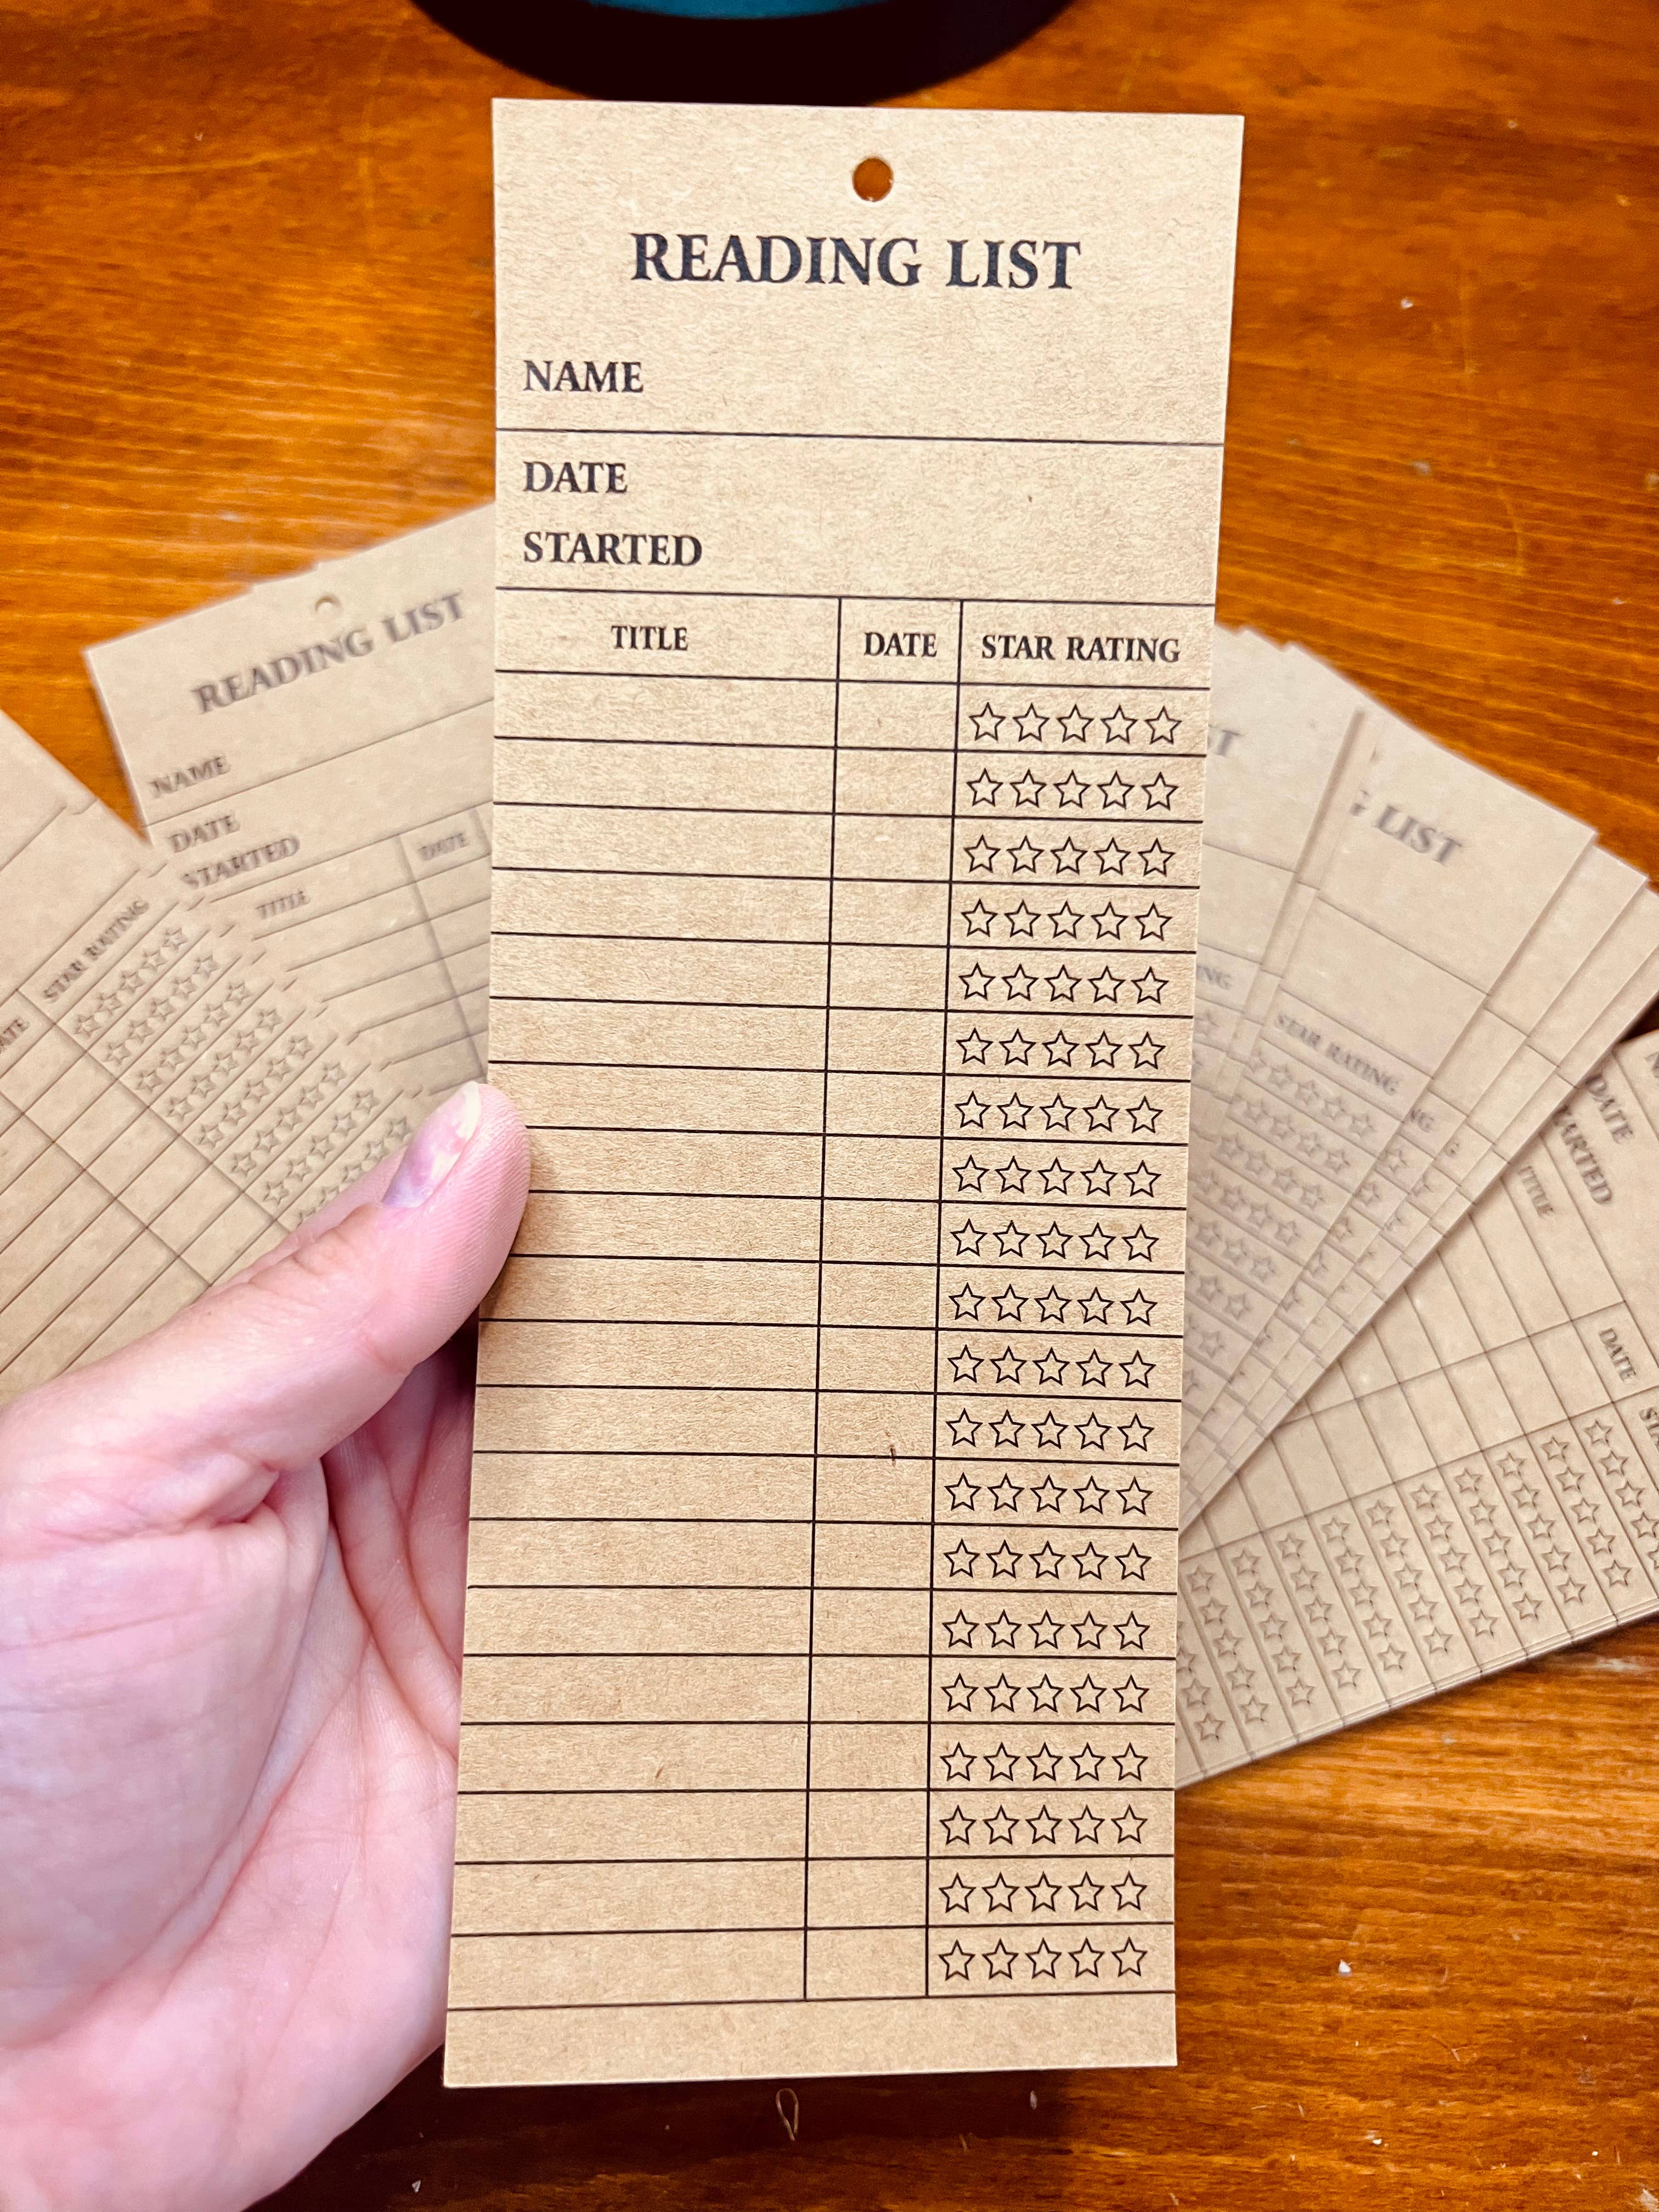 READING LIST
NAME
DATE
STARTED
TITLE DATE STAR RATING
READING LIST
NAME
DATE
STARTED
TITLE DATE
STAR RATING
LIST
STAR RATING
DATE
TITLE
DATE